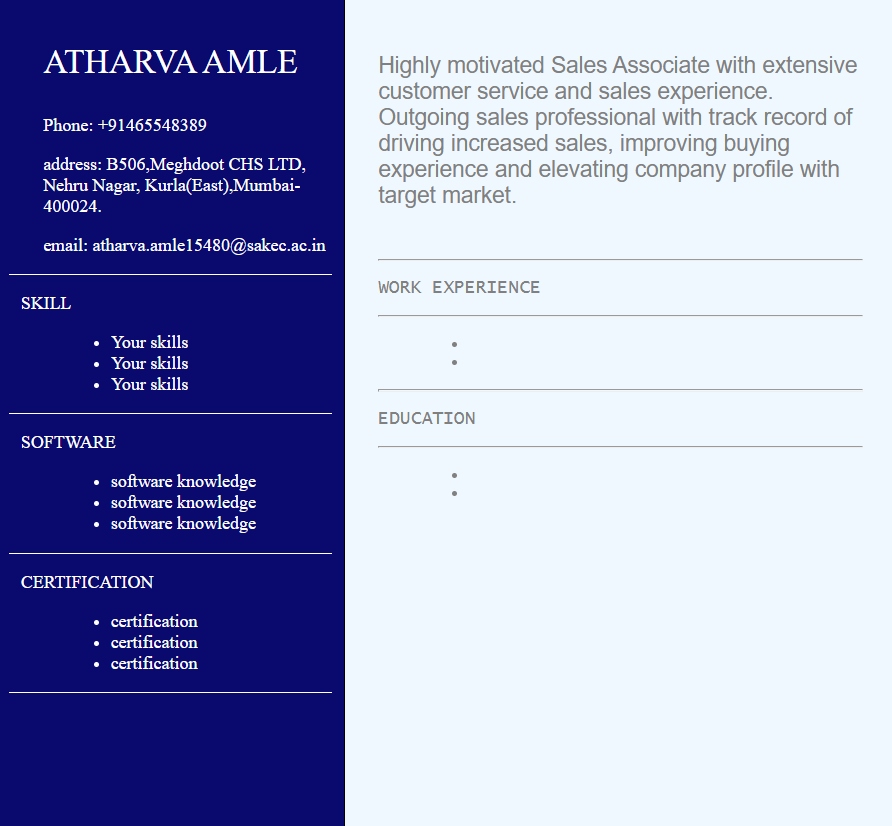 ATHARVA AMLE
Phone: +91465548389
address: B506,Meghdoot CHS LTD,
Nehru Nagar, Kurla(East),Mumbai-
400024.
email: atharva.amle15480@sakec.ac.in
SKILL
• Your skills
• Your skills
• Your skills
SOFTWARE
• software knowledge
• software knowledge
• software knowledge
CERTIFICATION
• certification
• certification
• certification
Highly motivated Sales Associate with extensive
customer service and sales experience.
Outgoing sales professional with track record of
driving increased sales, improving buying
experience and elevating company profile with
target market.
WORK EXPERIENCE
EDUCATION